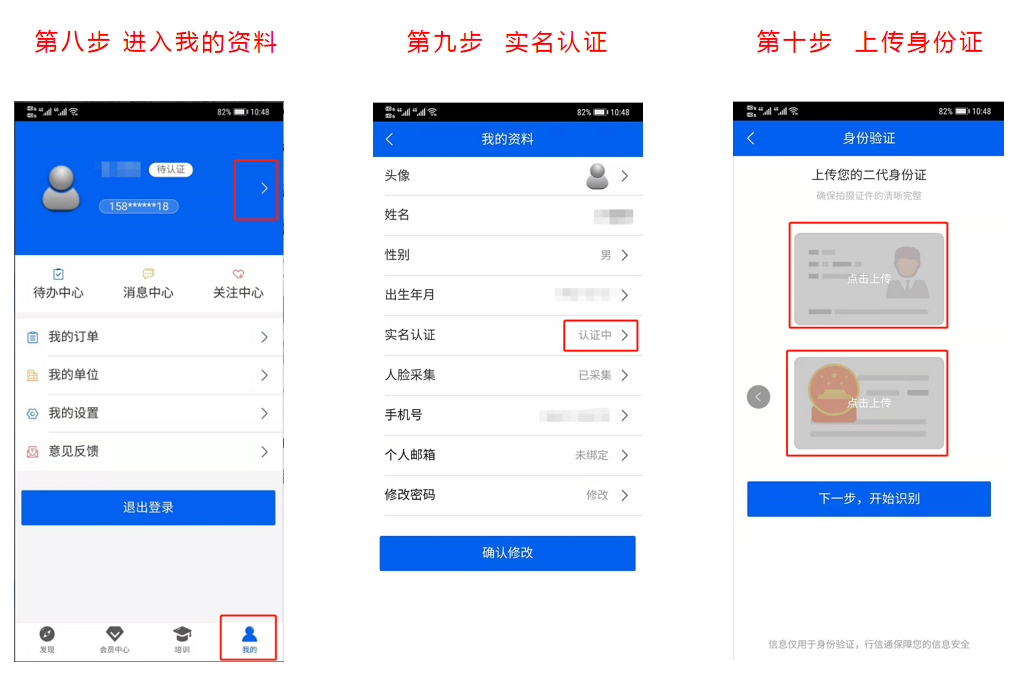 第八步 进入我的资料
82% 10:48
待认证
158******18
待办中心 消息中心 关注中心
我的订单
我的单位
我的设置
意见反馈
退出登录
发现 会员中心 培训 我的
第九步 实名认证
82% 10:48
我的资料
头像
姓名
性别 男
出生年月
实名认证 认证中
人脸采集 已采集
手机号
个人邮箱 未绑定
修改密码 修改
确认修改
第十步 上传身份证
82% 10:48
身份验证
上传您的二代身份证
确保拍摄证件的清晰完整
点击上传
点击上传
下一步，开始识别
信息仅用于身份验证，行信通保障您的信息安全